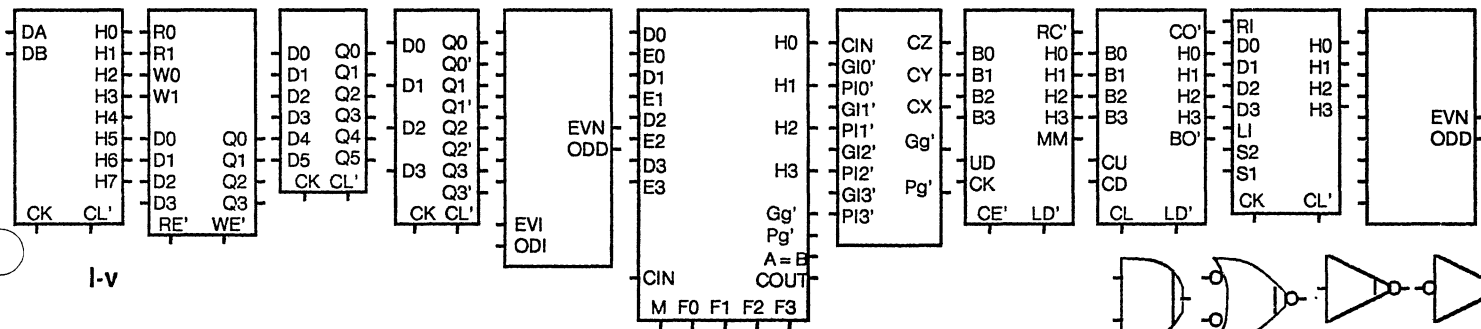 DA H0
DB H1
H2
H3
H4
H5
H6
H7
CK CL'
R0
R1
W0
W1
D0 Q0
D1 Q1
D2 Q2
D3 Q3
RE' WE'
D0 Q0
D1 Q1
D2 Q2
D3 Q3
D4 Q4
D5 Q5
CK CL'
D0 Q0
Q0'
D1 Q1
Q1'
D2 Q2
Q2'
D3 Q3
Q3'
CK CL'
EVN
ODD
EVI
ODI
D0
E0 H0
D1
E1 H1
D2
E2 H2
D3
E3 H3
Gg'
Pg'
A = B
CIN COUT
M F0 F1 F2 F3
CIN CZ
GI0'
PI0' CY
GI1' CX
PI1'
GI2' Gg'
PI2'
GI3' Pg'
PI3'
RC'
B0 H0
B1 H1
B2 H2
B3 H3
MM
UD
CK
CE' LD'
CO'
B0 H0
B1 H1
B2 H2
B3 H3
BO'
CU
CD
CL LD'
RI
D0 H0
D1 H1
D2 H2
D3 H3
LI
S2
S1
CK CL'
EVN
ODD
I-v